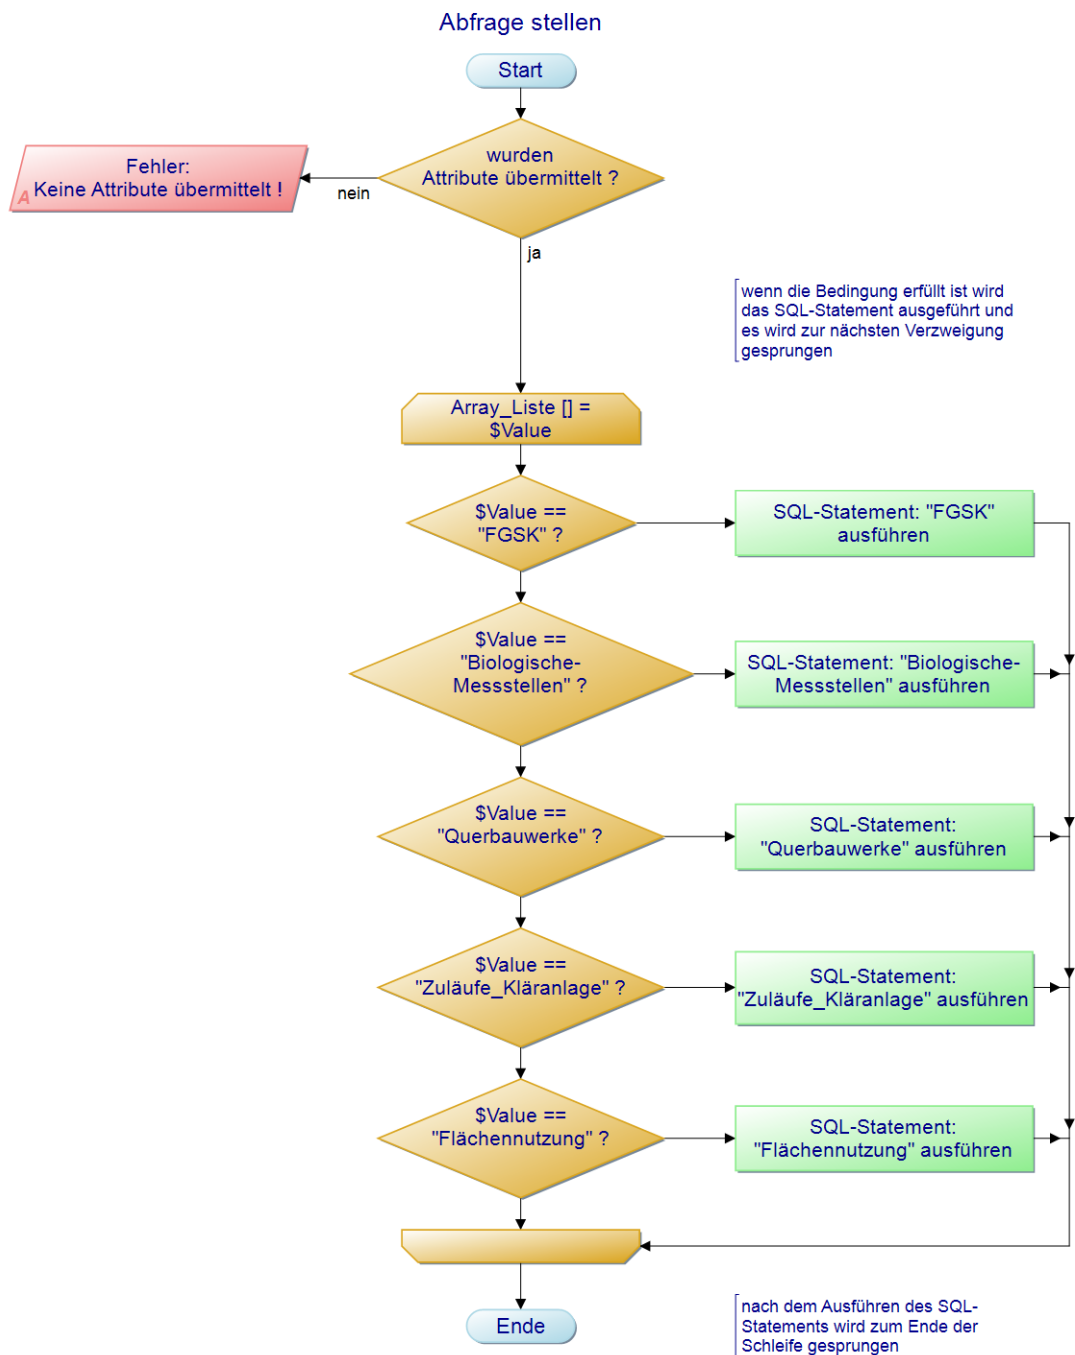 Abfrage stellen
Start
wurden
Attribute übermittelt ?
Fehler:
Keine Attribute übermittelt !
A
nein
ja
wenn die Bedingung erfüllt ist wird
das SQL-Statement ausgeführt und
es wird zur nächsten Verzweigung
gesprungen
Array_Liste [] =
$Value
$Value ==
"FGSK" ?
SQL-Statement: "FGSK"
ausführen
$Value ==
"Biologische-
Messstellen" ?
SQL-Statement: "Biologische-
Messstellen" ausführen
$Value ==
"Querbauwerke" ?
SQL-Statement:
"Querbauwerke" ausführen
$Value ==
"Zuläufe_Kläranlage" ?
SQL-Statement:
"Zuläufe_Kläranlage" ausführen
$Value ==
"Flächennutzung" ?
SQL-Statement:
"Flächennutzung" ausführen
Ende
nach dem Ausführen des SQL-
Statements wird zum Ende der
Schleife gesprungen